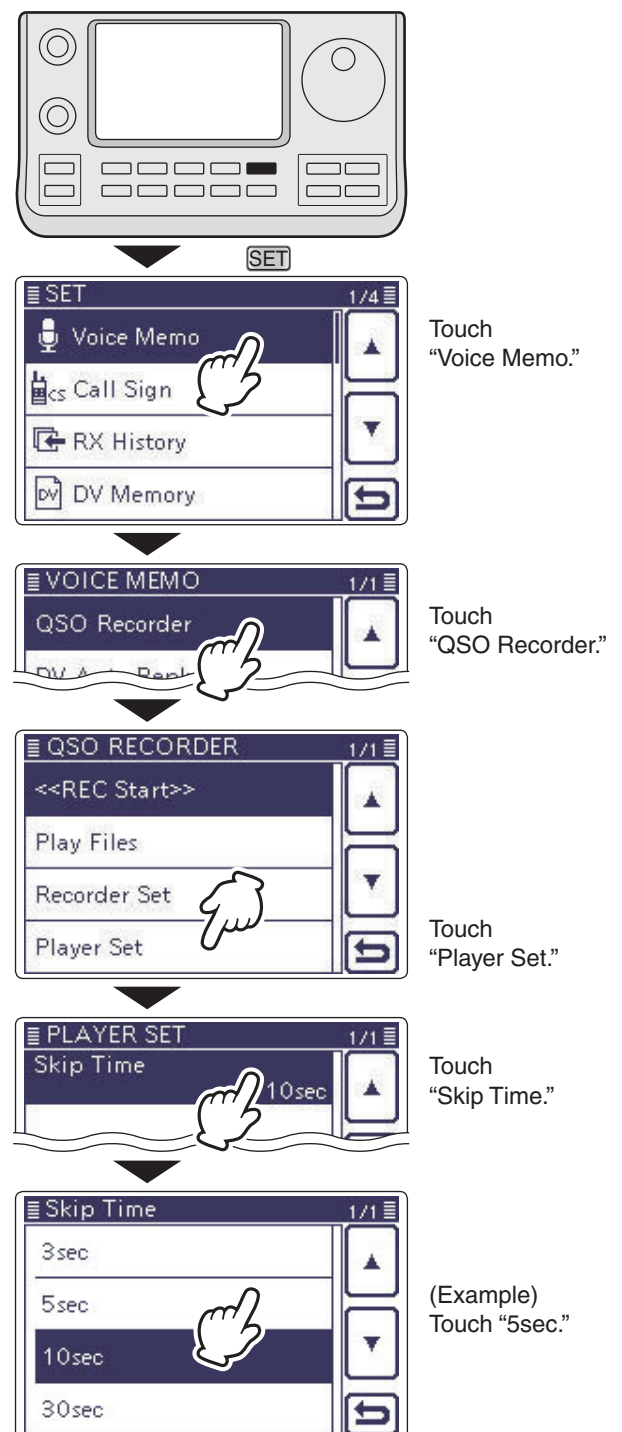 SET
SET 1/4
Voice Memo
Touch
“Voice Memo.”
CS Call Sign
RX History
DV DV Memory
VOICE MEMO 1/1
QSO Recorder
Touch
“QSO Recorder.”
QSO RECORDER 1/1
<<REC Start>>
Play Files
Recorder Set
Player Set
Touch
“Player Set.”
PLAYER SET 1/1
Skip Time
10sec
Touch
“Skip Time.”
Skip Time 1/1
3sec
5sec
(Example)
Touch “5sec.”
10sec
30sec